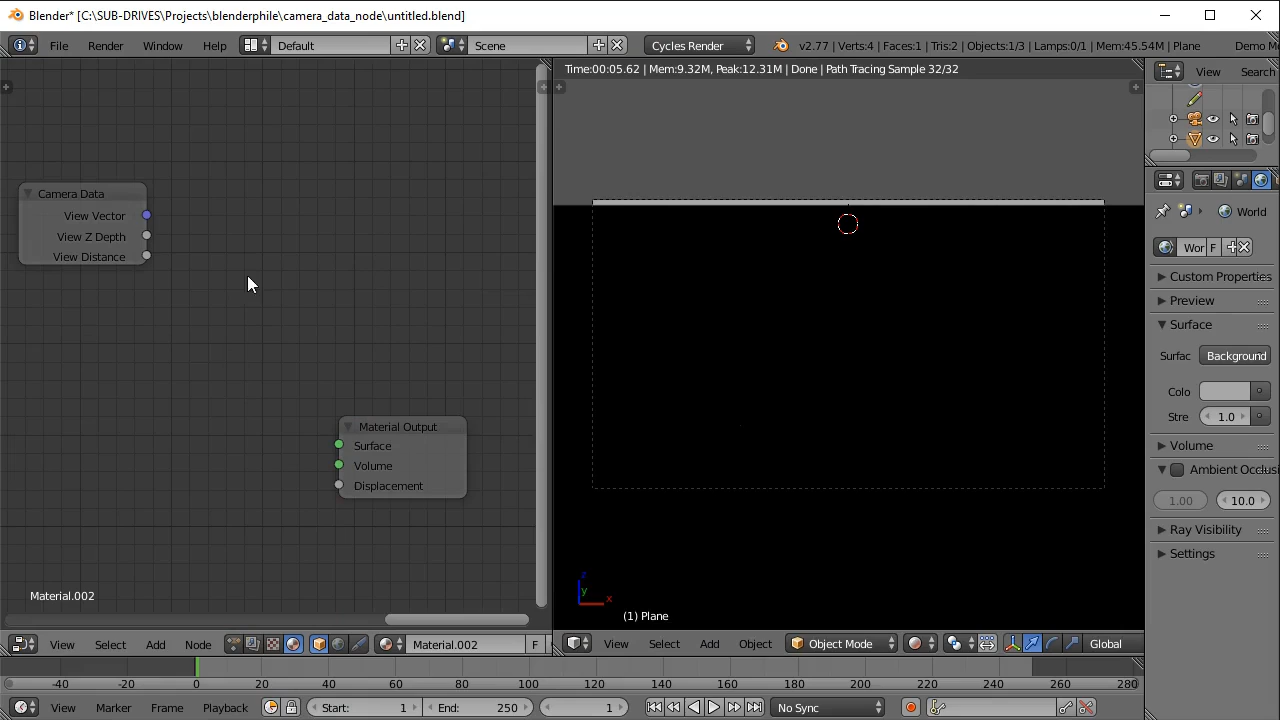 Blender* [C:\SUB-DRIVES\Projects\blenderphile\camera_data_node\untitled.blend]
File Render Window Help Default Scene Cycles Render v2.77 | Verts:4 | Faces:1 | Tris:2 | Objects:1/3 | Lamps:0/1 | Mem:45.54M | Plane Demo M
Time:00:05.62 | Mem:9.32M, Peak:12.31M | Done | Path Tracing Sample 32/32
View Search
Camera Data
View Vector
View Z Depth
View Distance
World
Wor F
Custom Properties
Preview
Surface
Surfac Background
Colo
Stre 1.0
Volume
Ambient Occlusi
1.00 10.0
Ray Visibility
Settings
Material Output
Surface
Volume
Displacement
z
y
x
Material.002
(1) Plane
View Select Add Node Material.002 F
View Select Add Object Object Mode Global
-40 -20 0 20 40 60 80 100 120 140 160 180 200 220 240 260 280
View Marker Frame Playback Start: 1 End: 250 1 No Sync